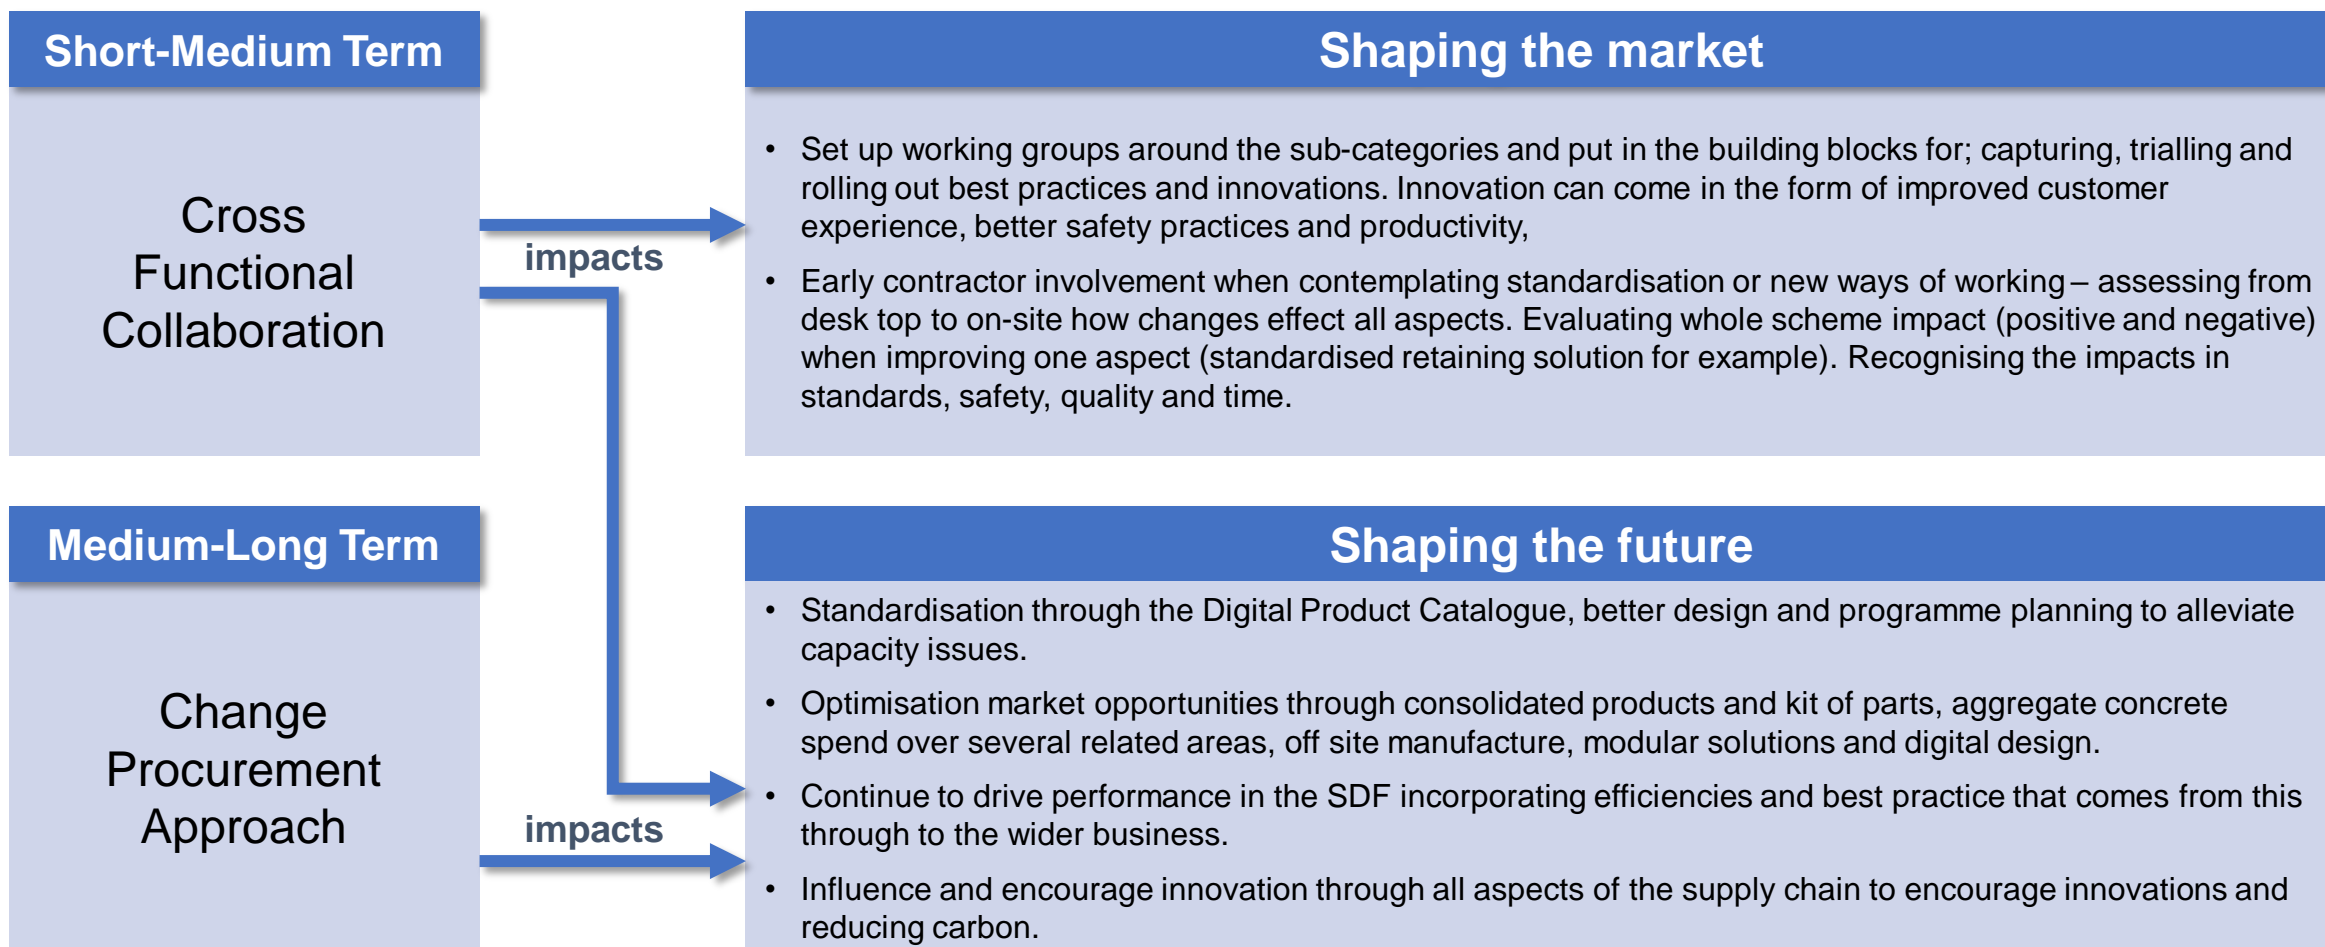 Short-Medium Term
Cross
Functional
Collaboration
impacts
Shaping the market
• Set up working groups around the sub-categories and put in the building blocks for; capturing, trialling and
rolling out best practices and innovations. Innovation can come in the form of improved customer
experience, better safety practices and productivity,
• Early contractor involvement when contemplating standardisation or new ways of working – assessing from
desk top to on-site how changes effect all aspects. Evaluating whole scheme impact (positive and negative)
when improving one aspect (standardised retaining solution for example). Recognising the impacts in
standards, safety, quality and time.
Medium-Long Term
Change
Procurement
Approach
impacts
Shaping the future
• Standardisation through the Digital Product Catalogue, better design and programme planning to alleviate
capacity issues.
• Optimisation market opportunities through consolidated products and kit of parts, aggregate concrete
spend over several related areas, off site manufacture, modular solutions and digital design.
• Continue to drive performance in the SDF incorporating efficiencies and best practice that comes from this
through to the wider business.
• Influence and encourage innovation through all aspects of the supply chain to encourage innovations and
reducing carbon.